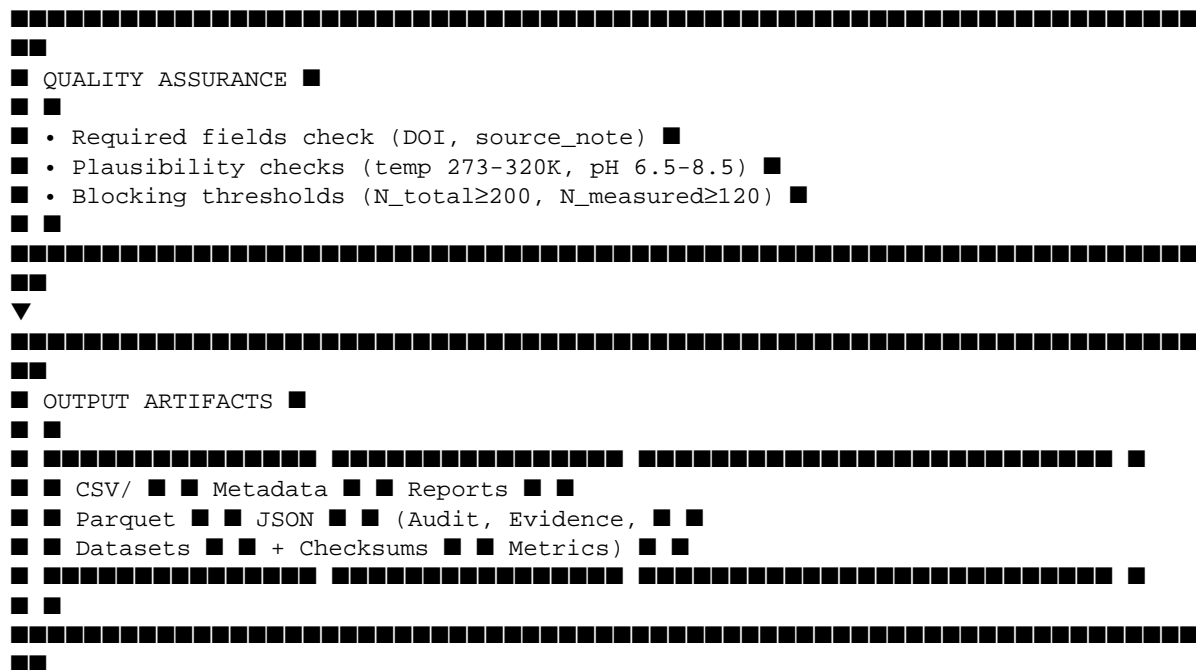 ■■■■■■■■■■■■■■■■■■■■■■■■■■■■■■■■■■■■■■■■■■■■■■■■■■■■■■■■■■■■■■■■■
■■
■ QUALITY ASSURANCE ■
■ ■
■ • Required fields check (DOI, source_note) ■
■ • Plausibility checks (temp 273-320K, pH 6.5-8.5) ■
■ • Blocking thresholds (N_total≥200, N_measured≥120) ■
■ ■
■■■■■■■■■■■■■■■■■■■■■■■■■■■■■■■■■■■■■■■■■■■■■■■■■■■■■■■■■■■■■■■■■
■■
▼
■■■■■■■■■■■■■■■■■■■■■■■■■■■■■■■■■■■■■■■■■■■■■■■■■■■■■■■■■■■■■■■■■
■■
■ OUTPUT ARTIFACTS ■
■ ■
■ ■■■■■■■■■■■■■■■ ■■■■■■■■■■■■■■■■ ■■■■■■■■■■■■■■■■■■■■■■■■■■ ■
■ ■ CSV/ ■ ■ Metadata ■ ■ Reports ■ ■
■ ■ Parquet ■ ■ JSON ■ ■ (Audit, Evidence, ■ ■
■ ■ Datasets ■ ■ + Checksums ■ ■ Metrics) ■ ■
■ ■■■■■■■■■■■■■■■ ■■■■■■■■■■■■■■■■ ■■■■■■■■■■■■■■■■■■■■■■■■■■ ■
■ ■
■■■■■■■■■■■■■■■■■■■■■■■■■■■■■■■■■■■■■■■■■■■■■■■■■■■■■■■■■■■■■■■■■
■■